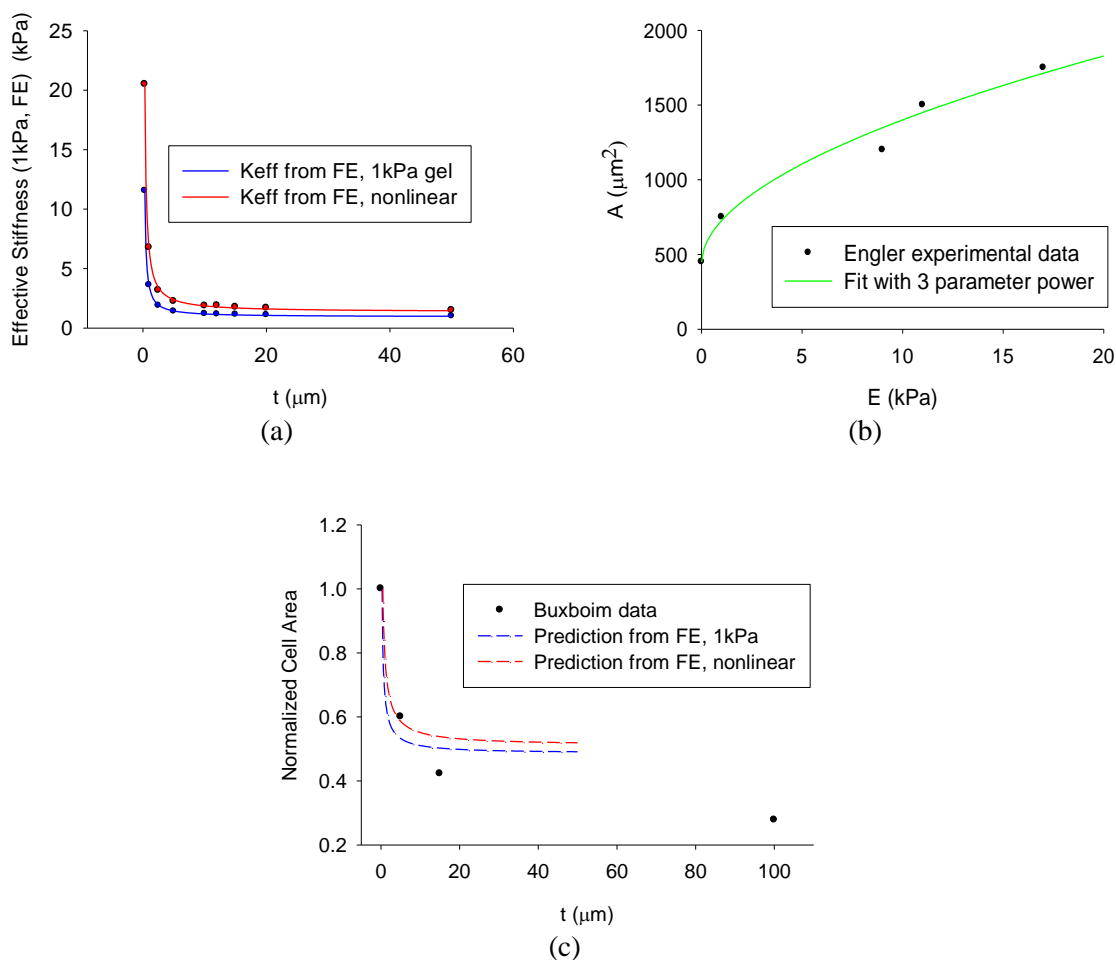 Effective Stiffness (1kPa, FE) (kPa)
25
20
15
10
5
0
0
20
40
60
t (μm)
Keff from FE, 1kPa gel
Keff from FE, nonlinear
(a)
A (μm²)
2000
1500
1000
500
0
0
5
10
15
20
E (kPa)
Engler experimental data
Fit with 3 parameter power
(b)
Normalized Cell Area
1.2
1.0
0.8
0.6
0.4
0.2
0
20
40
60
80
100
t (μm)
Buxboim data
Prediction from FE, 1kPa
Prediction from FE, nonlinear
(c)